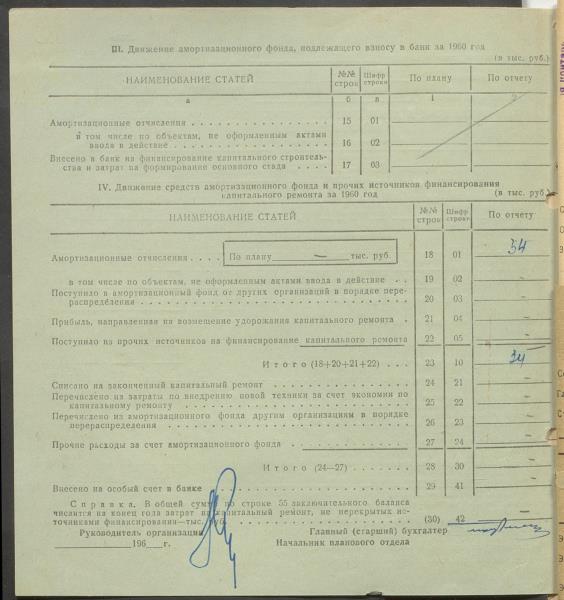 III. Движение амортизационного фонда, подлежащего взносу в банк за 1960 год
(в тыс. руб.)
НАИМЕНОВАНИЕ СТАТЕЙ №№ строк Шифр строки По плану По отчету
а б в 1 2
Амортизационные отчисления 15 01
в том числе по объектам, не оформленным актами
ввода в действие 16 02
Внесено в банк на финансирование капитального строитель-
ства и затрат на формирование основного стада 17 03
IV. Движение средств амортизационного фонда и прочих источников финансирования
капитального ремонта за 1960 год (в тыс. руб.)
НАИМЕНОВАНИЕ СТАТЕЙ №№ строк Шифр строки По отчету
Амортизационные отчисления По плану — тыс. руб. 18 01
в том числе по объектам, не оформленным актами ввода в действие 19 02 –
Поступило в амортизационный фонд от других организаций в порядке пере-
распределения 20 03 –
Прибыль, направленная на возмещение удорожания капитального ремонта 21 04 –
Поступило из прочих источников на финансирование капитального ремонта 22 05 –
Итого (18+20+21+22) 23 10
Списано на законченный капитальный ремонт 24 21 –
Перечислено из затраты по внедрению новой техники за счет экономии по
капитальному ремонту 25 22 –
Перечислено из амортизационного фонда другим организациям в порядке
перераспределения 26 23 –
Прочие расходы за счет амортизационного фонда 27 24 –
Итого (24—27) 28 30 –
Внесено на особый счет в банке 29 41 –
Справка. В общей сумме по строке 55 заключительного баланса
числится на конец года затрат на капитальный ремонт, не перекрытых ис-
точниками финансирования—тыс. руб. (30) 42 –
Руководитель организации Главный (старший) бухгалтер
196 г. Начальник планового отдела